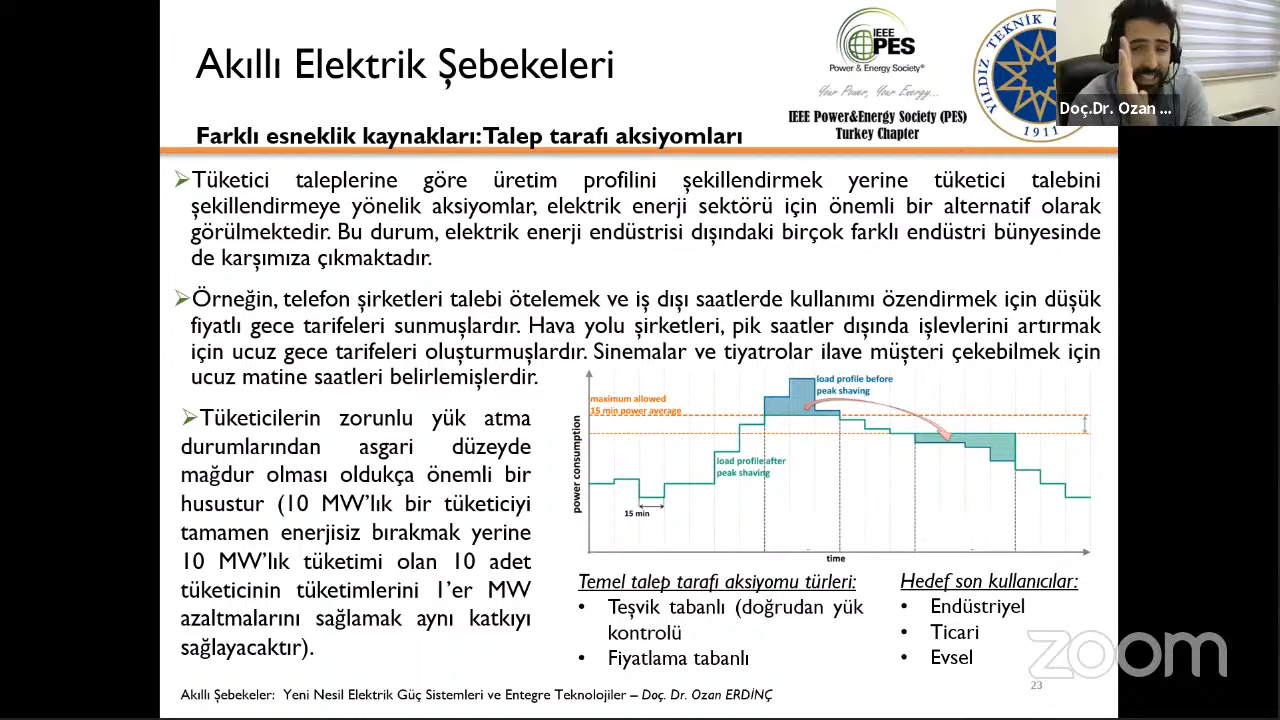 Akıllı Elektrik Şebekeleri
IEEE
PES
Power & Energy Society®
Your Power, Your Energy...
IEEE Power&Energy Society (PES)
Turkey Chapter
YILDIZ TEKNİK Ü
1911
Doç.Dr. Ozan ...
Farklı esneklik kaynakları:Talep tarafı aksiyomları
Tüketici taleplerine göre üretim profilini şekillendirmek yerine tüketici talebini
şekillendirmeye yönelik aksiyomlar, elektrik enerji sektörü için önemli bir alternatif olarak
görülmektedir. Bu durum, elektrik enerji endüstrisi dışındaki birçok farklı endüstri bünyesinde
de karşımıza çıkmaktadır.
Örneğin, telefon şirketleri talebi ötelemek ve iş dışı saatlerde kullanımı özendirmek için düşük
fiyatlı gece tarifeleri sunmuşlardır. Hava yolu şirketleri, pik saatler dışında işlevlerini artırmak
için ucuz gece tarifeleri oluşturmuşlardır. Sinemalar ve tiyatrolar ilave müşteri çekebilmek için
ucuz matine saatleri belirlemişlerdir.
Tüketicilerin zorunlu yük atma
durumlarından asgari düzeyde
mağdur olması oldukça önemli bir
husustur (10 MW'lık bir tüketiciyi
tamamen enerjisiz bırakmak yerine
10 MW'lık tüketimi olan 10 adet
tüketicinin tüketimlerini 1'er MW
azaltmalarını sağlamak aynı katkıyı
sağlayacaktır).
load profile before
peak shaving
maximum allowed
15 min power average
power consumption
load profile after
peak shaving
15 min
time
Temel talep tarafı aksiyomu türleri:
• Teşvik tabanlı (doğrudan yük
kontrolü
• Fiyatlama tabanlı
Hedef son kullanıcılar:
• Endüstriyel
• Ticari
• Evsel
zoom
23
Akıllı Şebekeler: Yeni Nesil Elektrik Güç Sistemleri ve Entegre Teknolojiler – Doç. Dr. Ozan ERDİNÇ